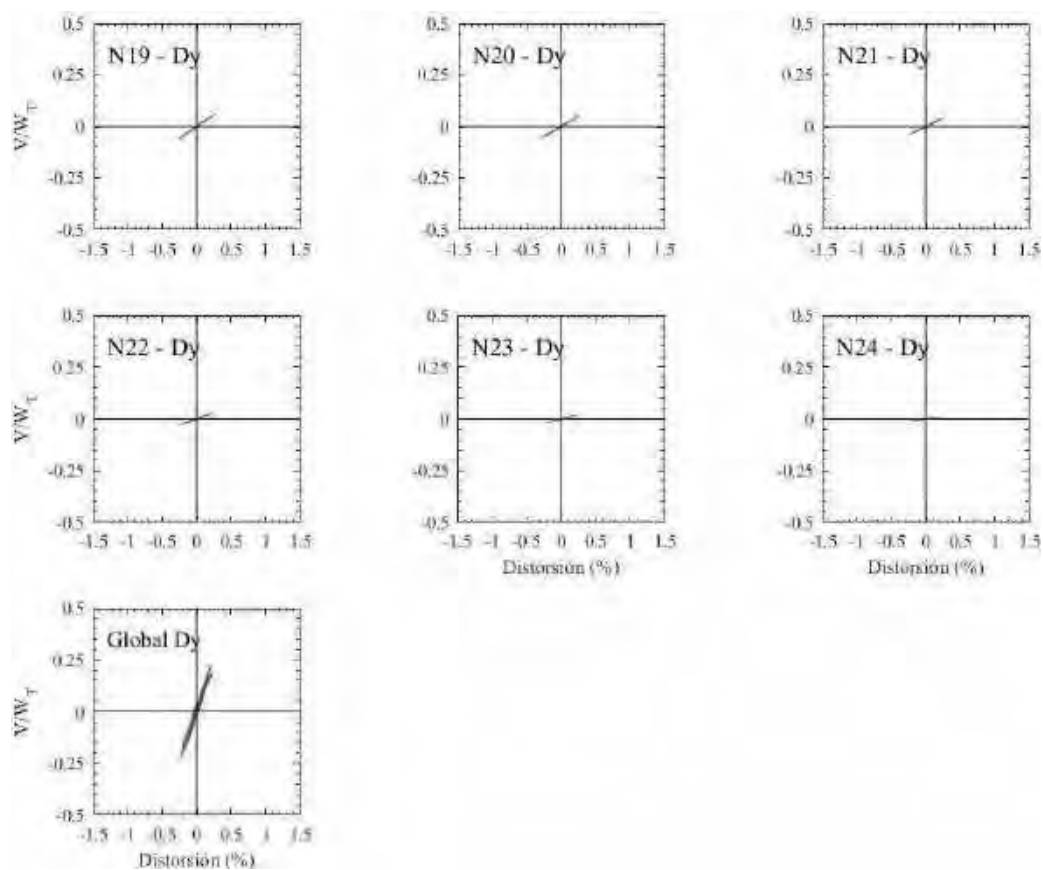 0.5 0.5 0.5
N19 - Dy N20 - Dy N21 - Dy
0.25 0.25 0.25
V/W_T 0 0 0
-0.25 -0.25 -0.25
-0.5 -0.5 -0.5
-1.5 -1 -0.5 0 0.5 1 1.5 -1.5 -1 -0.5 0 0.5 1 1.5 -1.5 -1 -0.5 0 0.5 1 1.5
0.5 0.5 0.5
N22 - Dy N23 - Dy N24 - Dy
0.25 0.25 0.25
V/W_T 0 0 0
-0.25 -0.25 -0.25
-0.5 -0.5 -0.5
-1.5 -1 -0.5 0 0.5 1 1.5 -1.5 -1 -0.5 0 0.5 1 1.5 -1.5 -1 -0.5 0 0.5 1 1.5
Distorsión (%) Distorsión (%)
0.5
Global Dy
0.25
V/W_T 0
-0.25
-0.5
-1.5 -1 -0.5 0 0.5 1 1.5
Distorsión (%)